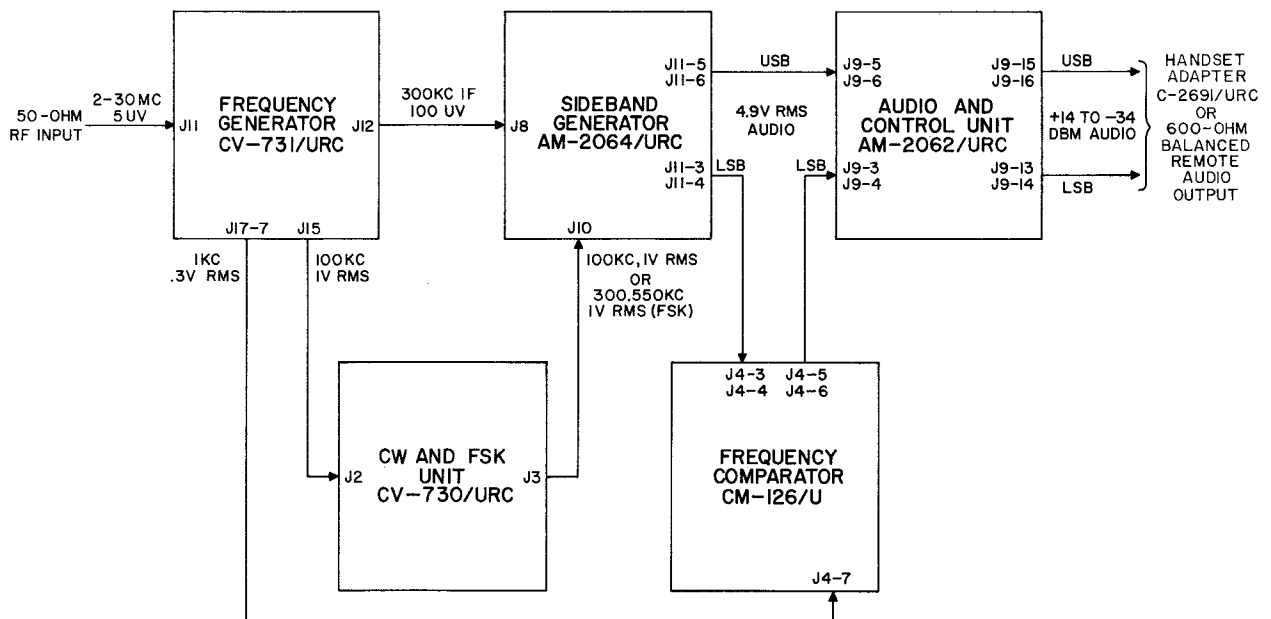 50-OHM
RF INPUT
2-30 MC
5 UV
J11
FREQUENCY
GENERATOR
CV-731/URC
J12
J17-7
J15
300KC IF
100 UV
J8
SIDEBAND
GENERATOR
AM-2064/URC
J11-5
J11-6
J11-3
J11-4
J10
USB
4.9V RMS
AUDIO
LSB
LSB
J9-5
J9-6
AUDIO AND
CONTROL UNIT
AM-2062/URC
J9-3
J9-4
J9-15
J9-16
J9-13
J9-14
USB
+14 TO -34
DBM AUDIO
LSB
HANDSET
ADAPTER
C-2691/URC
OR
600-OHM
BALANCED
REMOTE
AUDIO
OUTPUT
1KC
.3V RMS
100KC
1V RMS
100KC, 1V RMS
OR
300.550KC
1V RMS (FSK)
J2
CW AND FSK
UNIT
CV-730/URC
J3
J4-3
J4-4
J4-5
J4-6
FREQUENCY
COMPARATOR
CM-126/U
J4-7